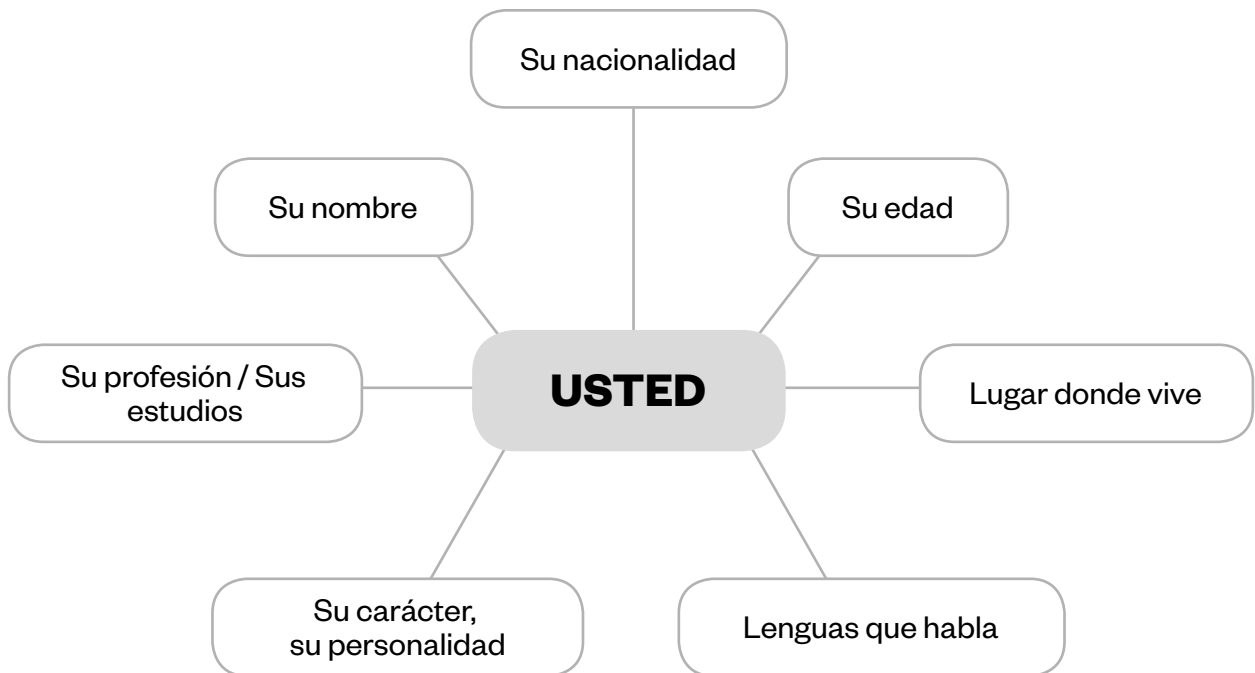 Su nacionalidad
Su nombre
Su edad
Su profesión / Sus
estudios
USTED
Lugar donde vive
Su carácter,
su personalidad
Lenguas que habla